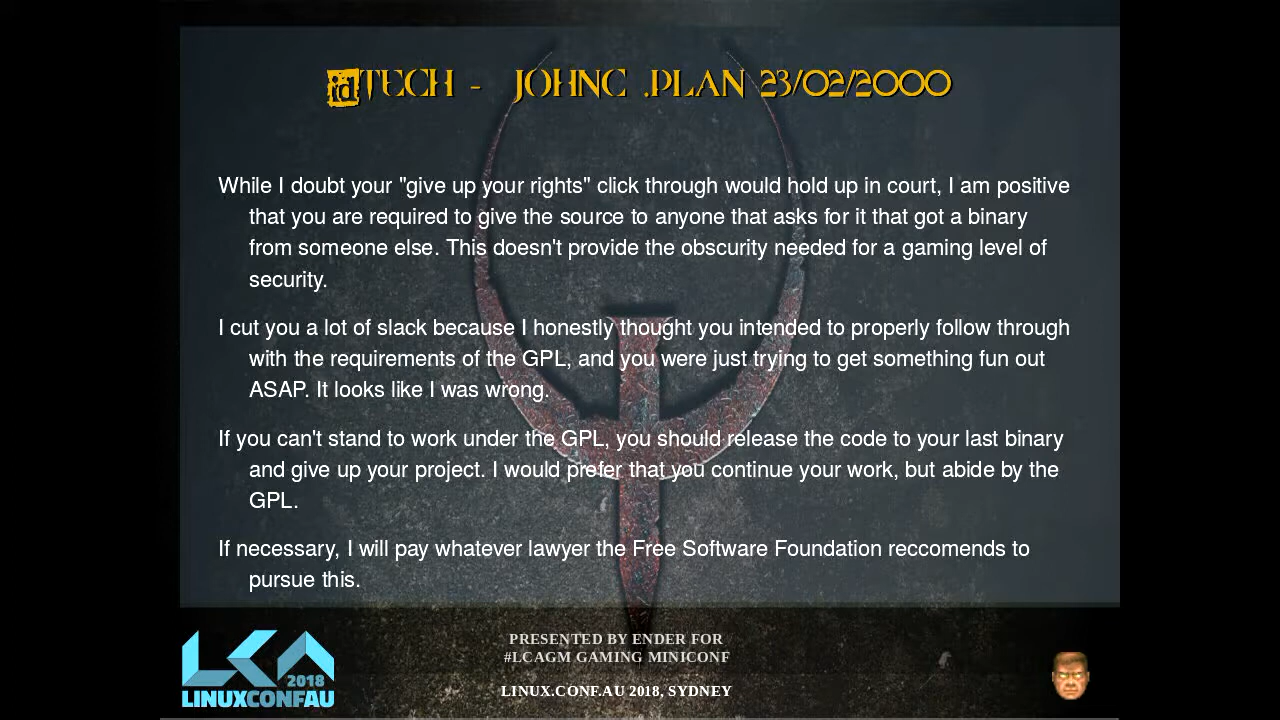 id TECH - JOHNC .PLAN 23/02/2000
While I doubt your "give up your rights" click through would hold up in court, I am positive
that you are required to give the source to anyone that asks for it that got a binary
from someone else. This doesn't provide the obscurity needed for a gaming level of
security.
I cut you a lot of slack because I honestly thought you intended to properly follow through
with the requirements of the GPL, and you were just trying to get something fun out
ASAP. It looks like I was wrong.
If you can't stand to work under the GPL, you should release the code to your last binary
and give up your project. I would prefer that you continue your work, but abide by the
GPL.
If necessary, I will pay whatever lawyer the Free Software Foundation reccomends to
pursue this.
LCA
2018
LINUXCONFAU
PRESENTED BY ENDER FOR
#LCAGM GAMING MINICONF
LINUX.CONF.AU 2018, SYDNEY